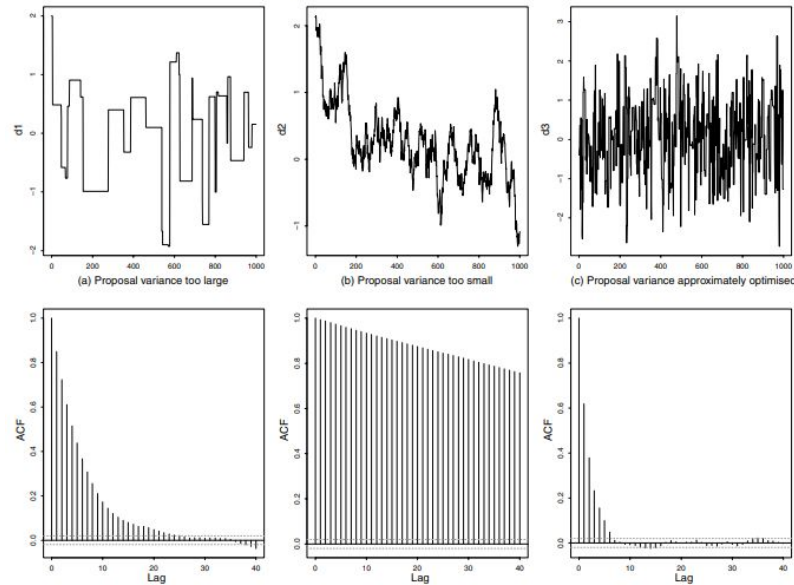 d1
2
1
0
−1
−2
0 200 400 600 800 1000
(a) Proposal variance too large
d2
2
1
0
−1
0 200 400 600 800 1000
(b) Proposal variance too small
d3
3
2
1
0
−1
−2
0 200 400 600 800 1000
(c) Proposal variance approximately optimised
ACF
1.0
0.8
0.6
0.4
0.2
0.0
0 10 20 30 40
Lag
ACF
1.0
0.8
0.6
0.4
0.2
0.0
0 10 20 30 40
Lag
ACF
1.0
0.8
0.6
0.4
0.2
0.0
0 10 20 30 40
Lag